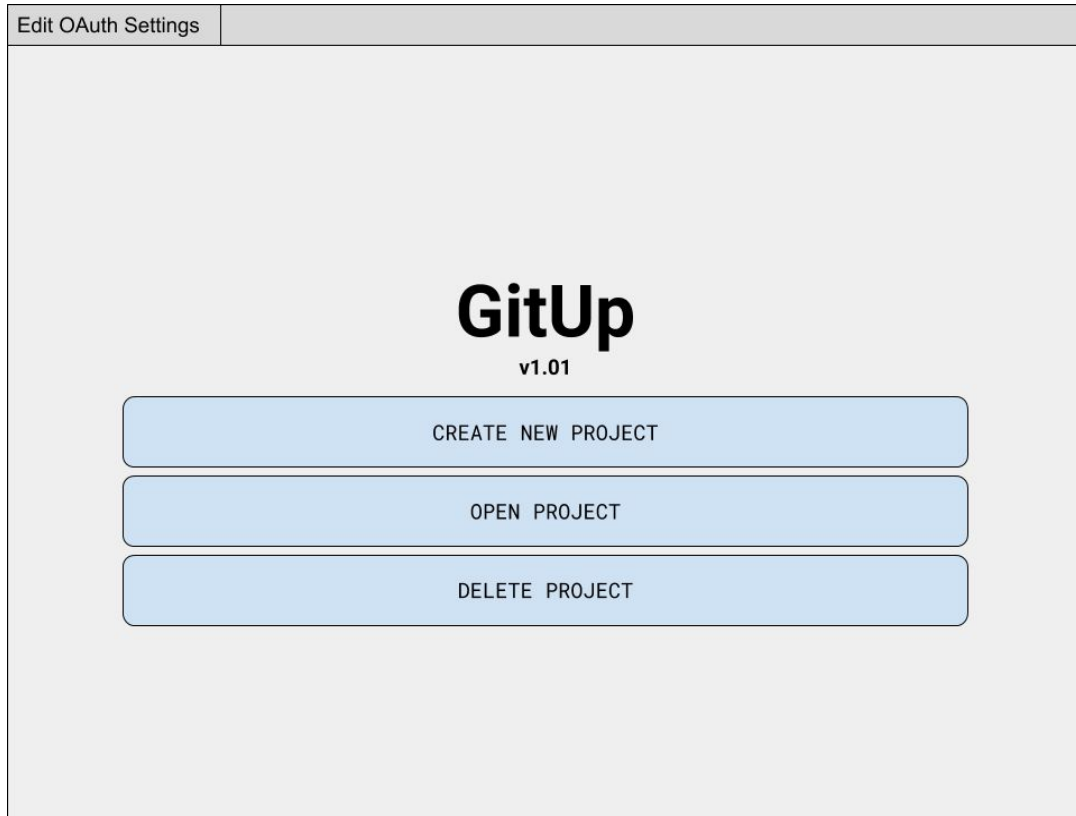 Edit OAuth Settings
GitUp
v1.01
CREATE NEW PROJECT
OPEN PROJECT
DELETE PROJECT